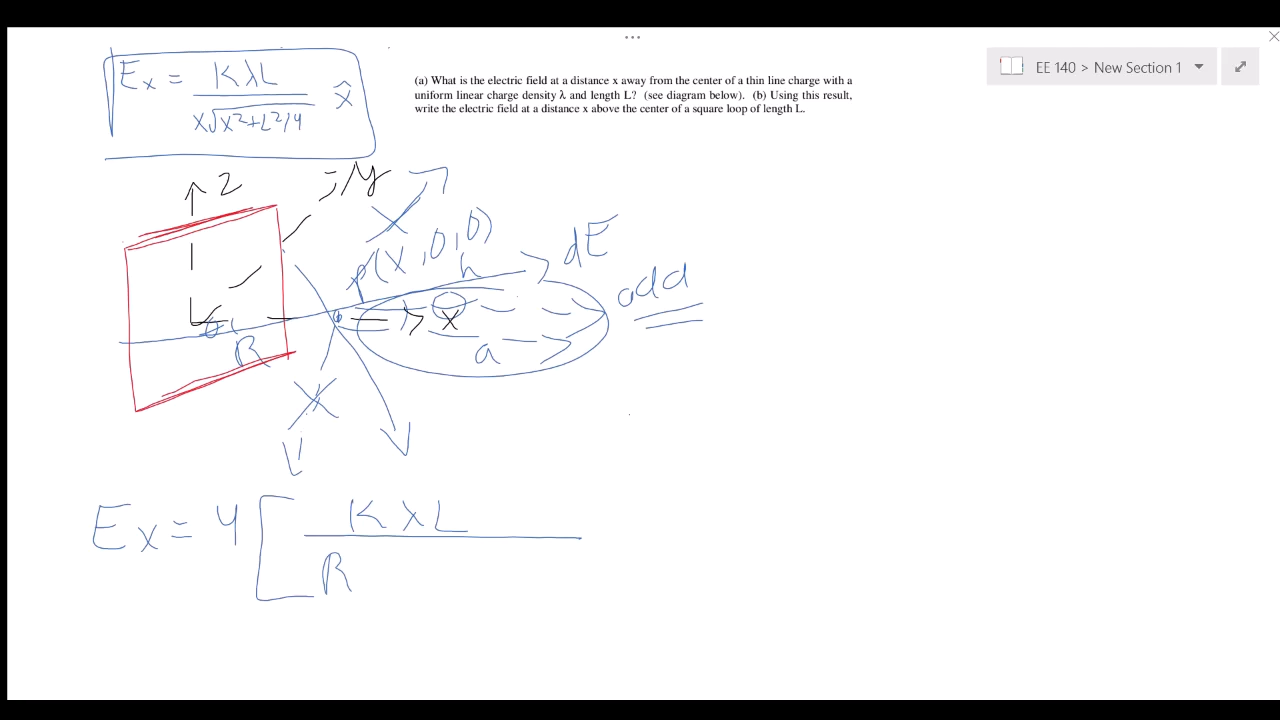 EE 140 > New Section 1
(a) What is the electric field at a distance x away from the center of a thin line charge with a
uniform linear charge density λ and length L? (see diagram below). (b) Using this result,
write the electric field at a distance x above the center of a square loop of length L.
Ex = KλL
x√x²+L²/4 x̂
z
y
P(x,0,0)
h
dE
add
x
a
R
Ex = 4[ KλL
R